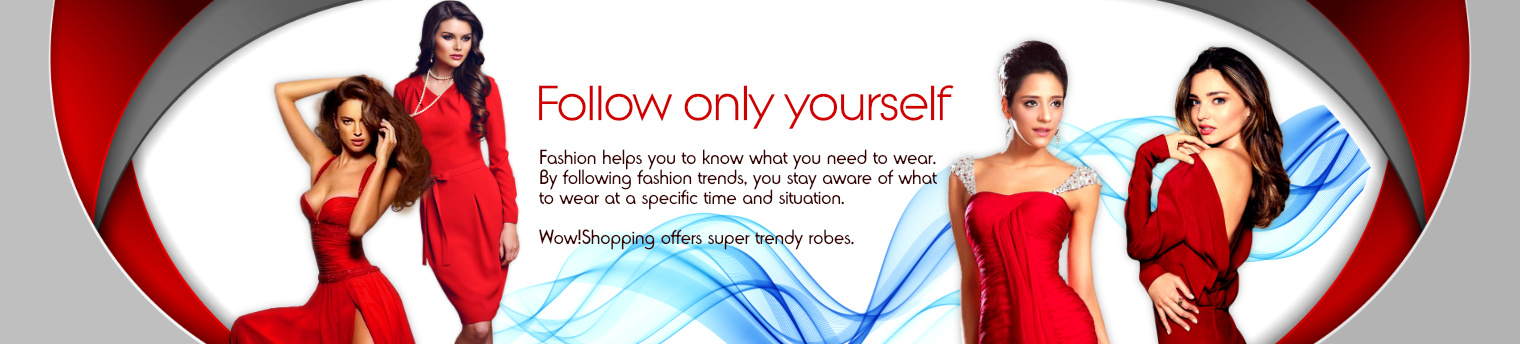 Follow only yourself
Fashion helps you to know what you need to wear.
By following fashion trends, you stay aware of what
to wear at a specific time and situation.
Wow!Shopping offers super trendy robes.